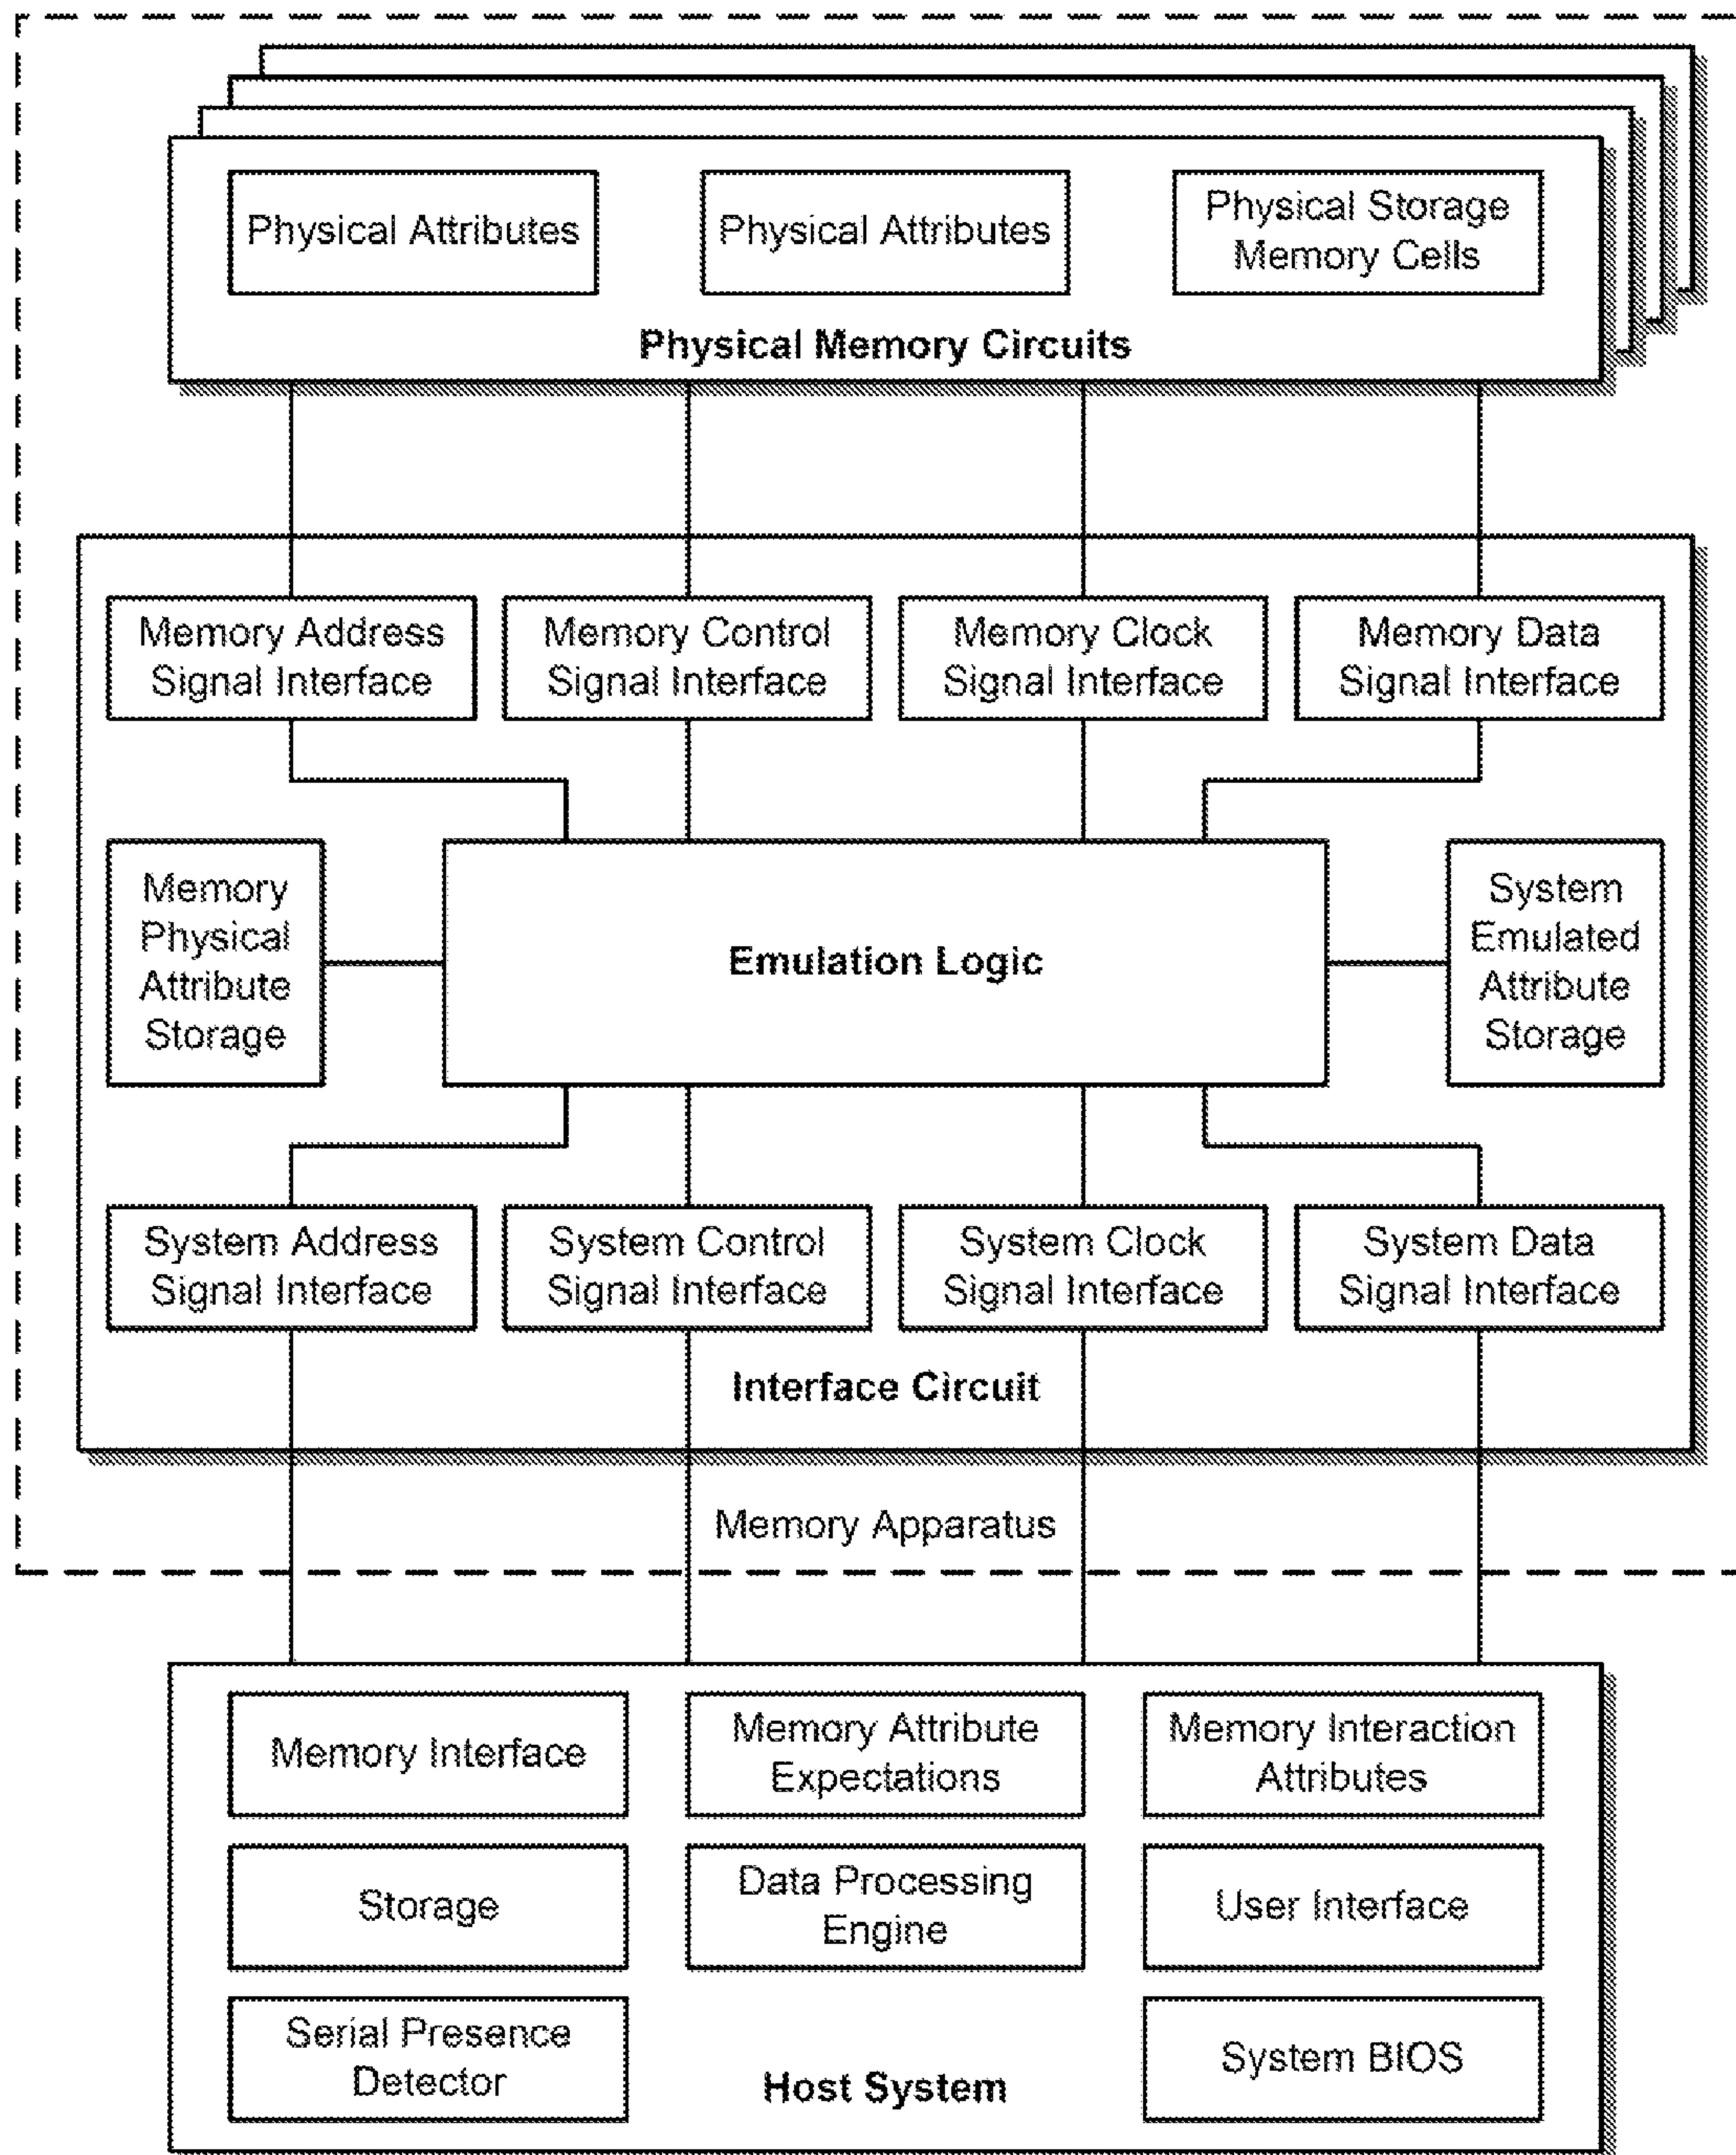 Physical Attributes
Physical Attributes
Physical Storage
Memory Cells
Physical Memory Circuits
Memory Address
Signal Interface
Memory Control
Signal Interface
Memory Clock
Signal Interface
Memory Data
Signal Interface
Memory
Physical
Attribute
Storage
Emulation Logic
System
Emulated
Attribute
Storage
System Address
Signal Interface
System Control
Signal Interface
System Clock
Signal Interface
System Data
Signal Interface
Interface Circuit
Memory Apparatus
Memory Interface
Memory Attribute
Expectations
Memory Interaction
Attributes
Storage
Data Processing
Engine
User Interface
Serial Presence
Detector
Host System
System BIOS